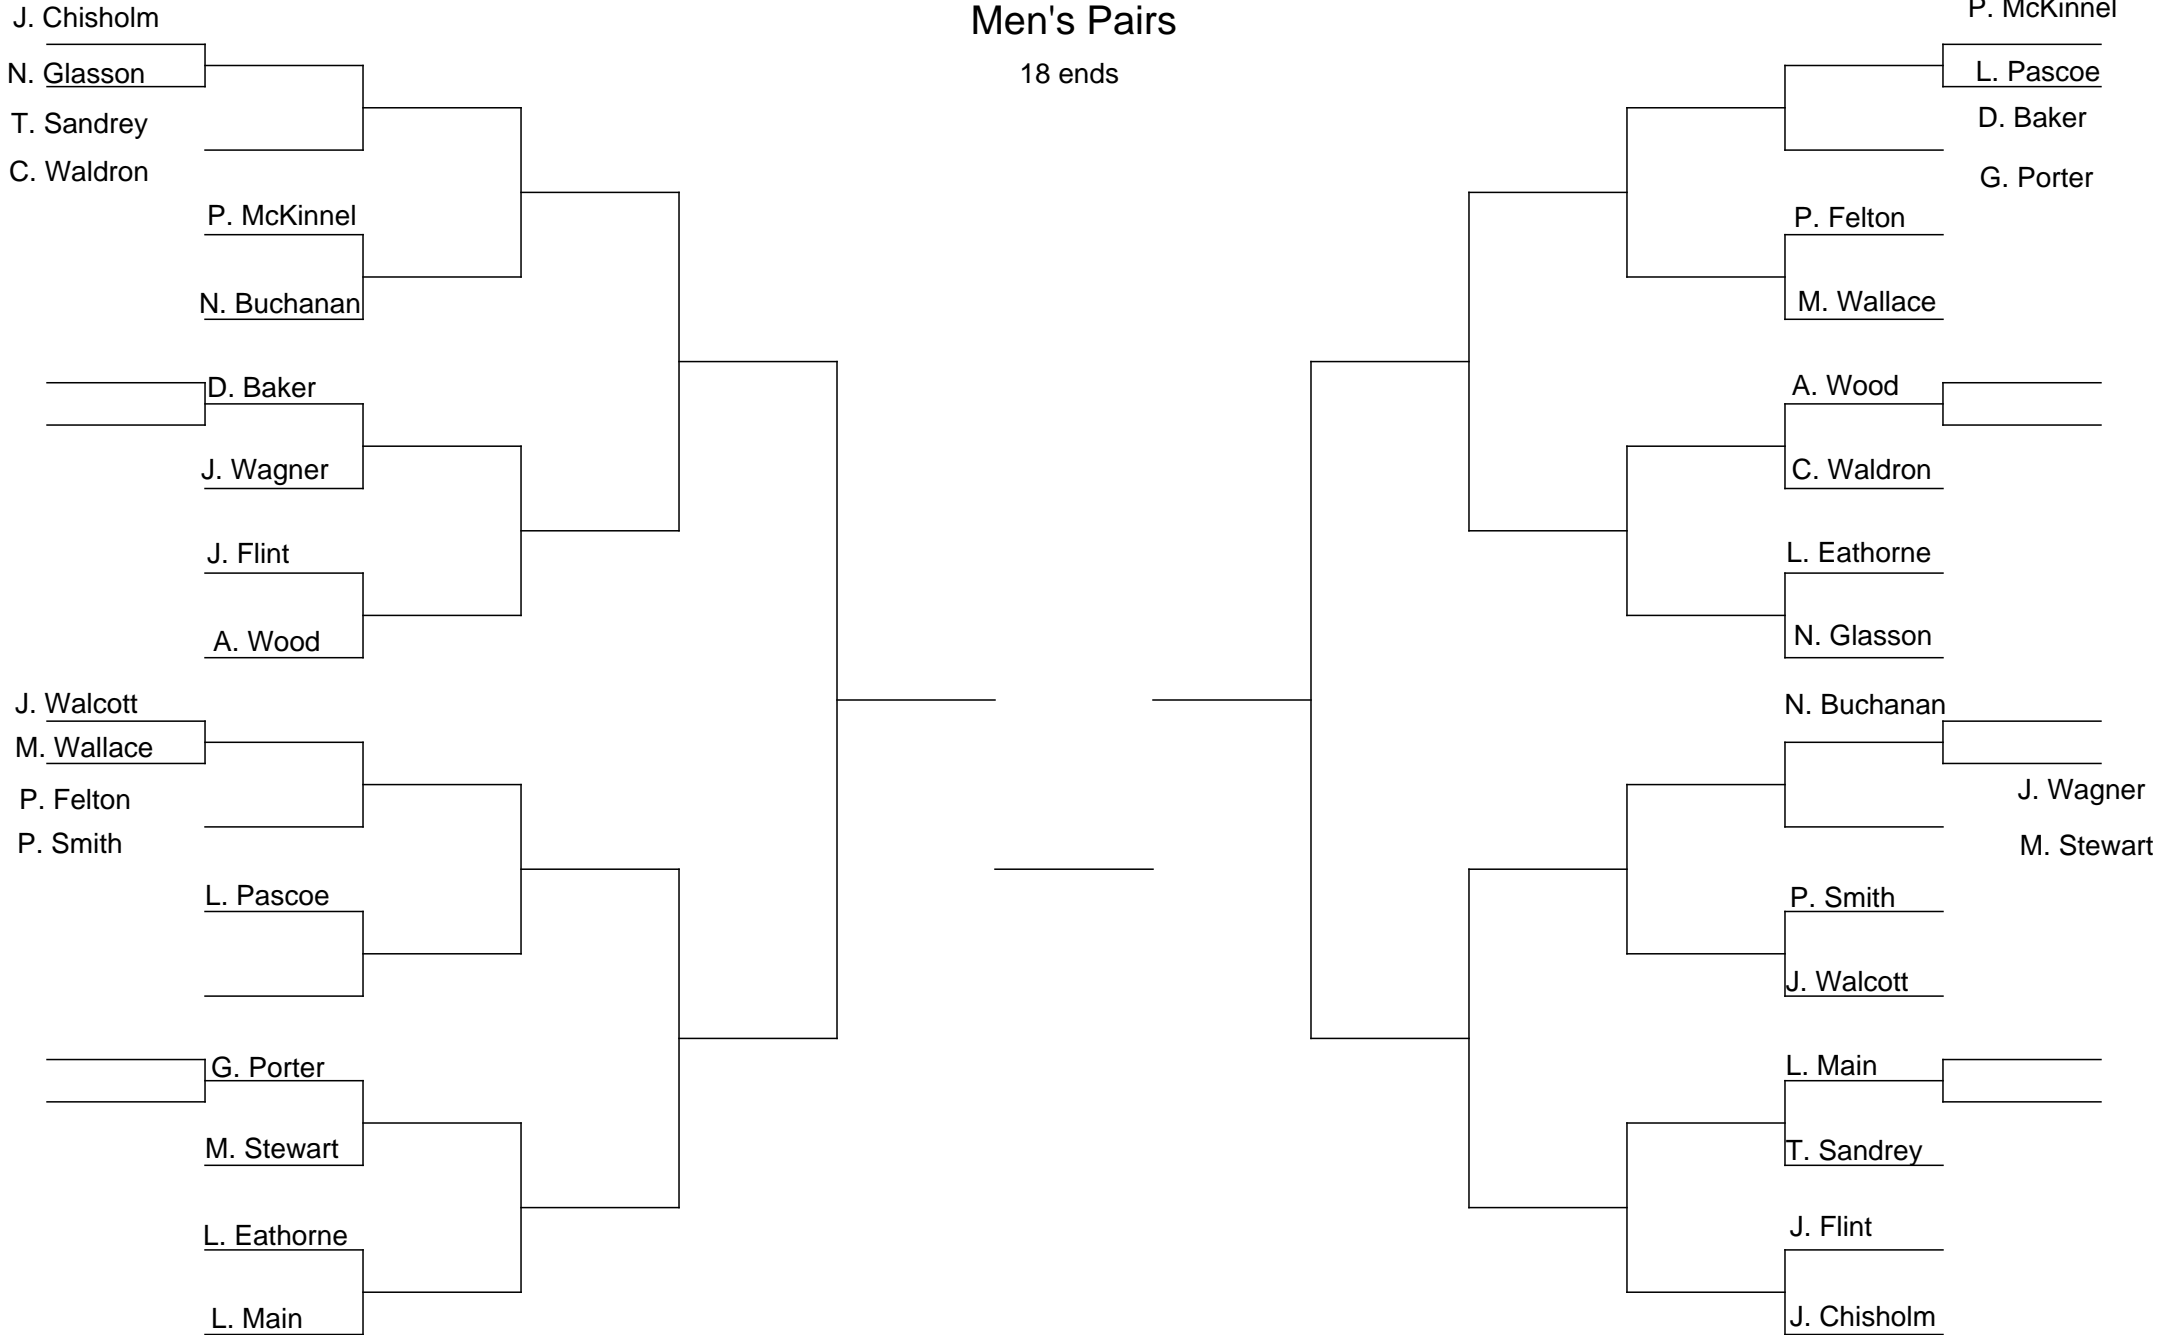 Men's Pairs
18 ends
J. Chisholm
N. Glasson
T. Sandrey
C. Waldron
P. McKinnel
N. Buchanan
D. Baker
J. Wagner
J. Flint
A. Wood
J. Walcott
M. Wallace
P. Felton
P. Smith
L. Pascoe
G. Porter
M. Stewart
L. Eathorne
L. Main
P. McKinnel
L. Pascoe
D. Baker
G. Porter
P. Felton
M. Wallace
A. Wood
C. Waldron
L. Eathorne
N. Glasson
N. Buchanan
J. Wagner
M. Stewart
P. Smith
J. Walcott
L. Main
T. Sandrey
J. Flint
J. Chisholm